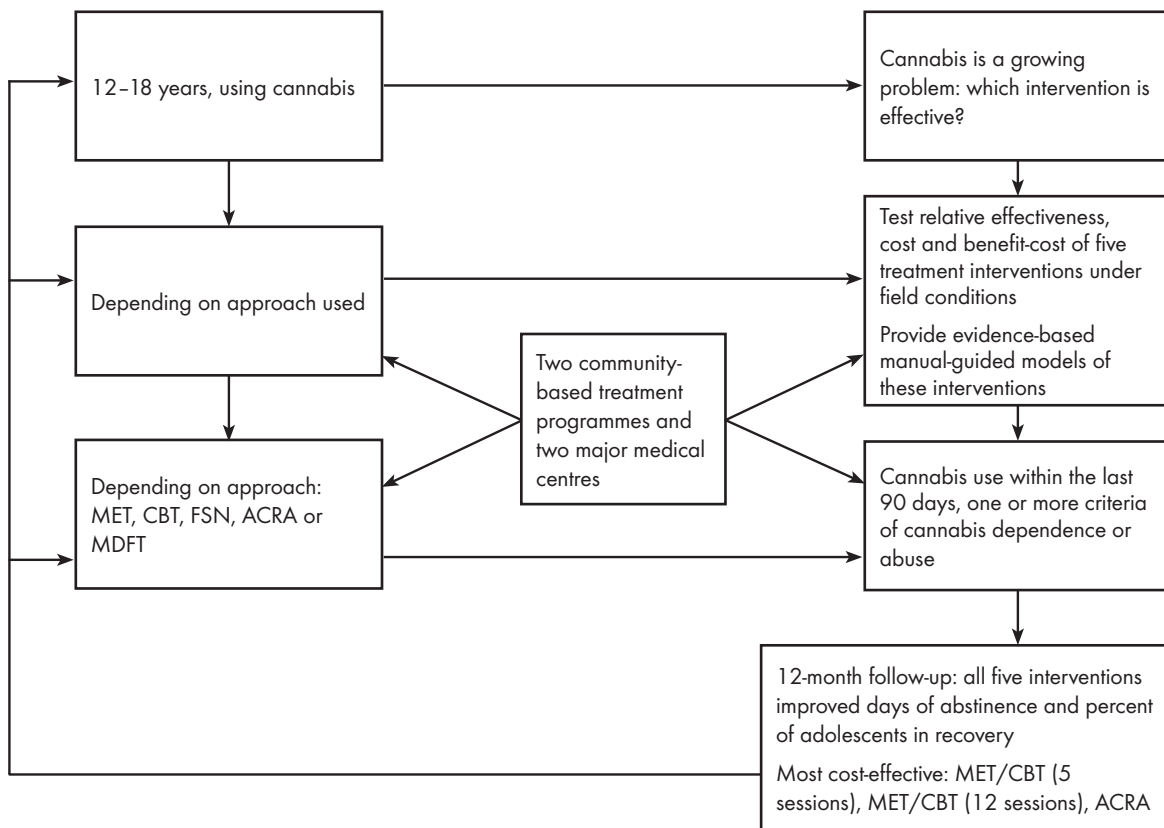 12–18 years, using cannabis
Cannabis is a growing
problem: which intervention is
effective?
Depending on approach used
Test relative effectiveness,
cost and benefit-cost of five
treatment interventions under
field conditions
Provide evidence-based
manual-guided models of
these interventions
Two community-
based treatment
programmes and
two major medical
centres
Depending on approach:
MET, CBT, FSN, ACRA or
MDFT
Cannabis use within the last
90 days, one or more criteria
of cannabis dependence or
abuse
12-month follow-up: all five interventions
improved days of abstinence and percent
of adolescents in recovery
Most cost-effective: MET/CBT (5
sessions), MET/CBT (12 sessions), ACRA